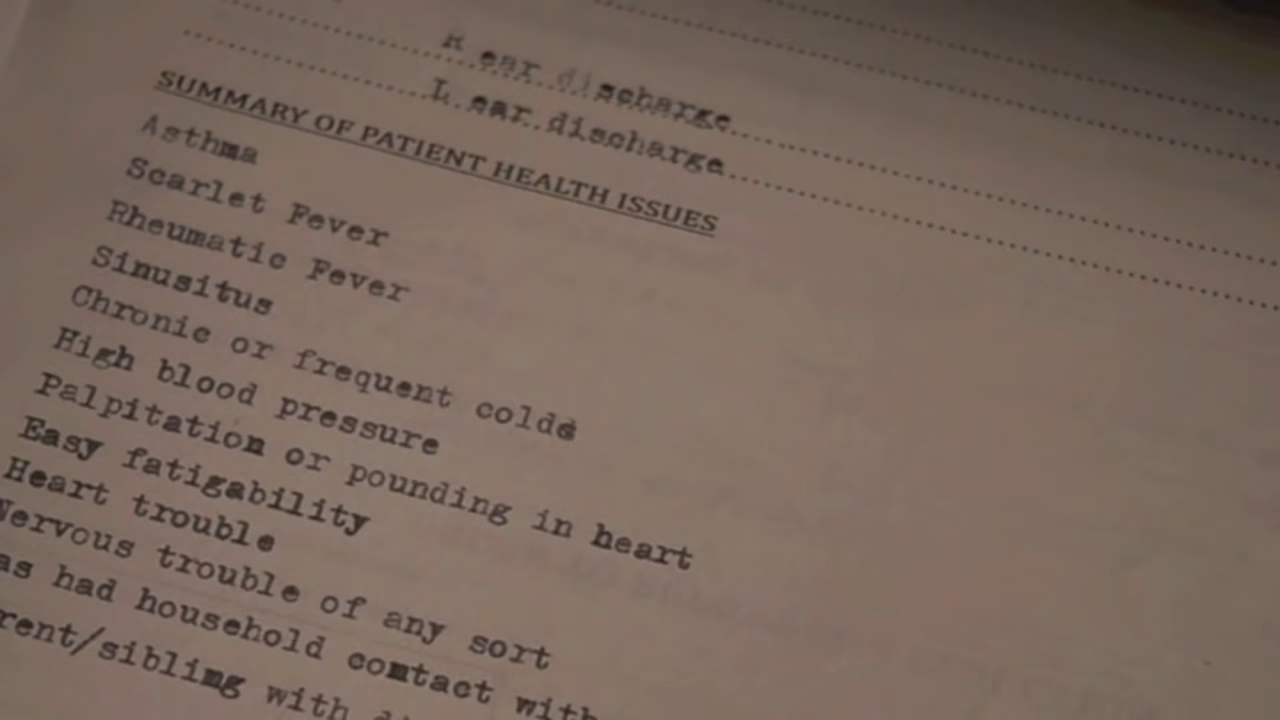 R ear discharge
L ear discharge
SUMMARY OF PATIENT HEALTH ISSUES
Asthma
Scarlet Fever
Rheumatic Fever
Sinusitus
Chronic or frequent colds
High blood pressure
Palpitation or pounding in heart
Easy fatigability
Heart trouble
Nervous trouble of any sort
as had household contact with
rent/sibling with